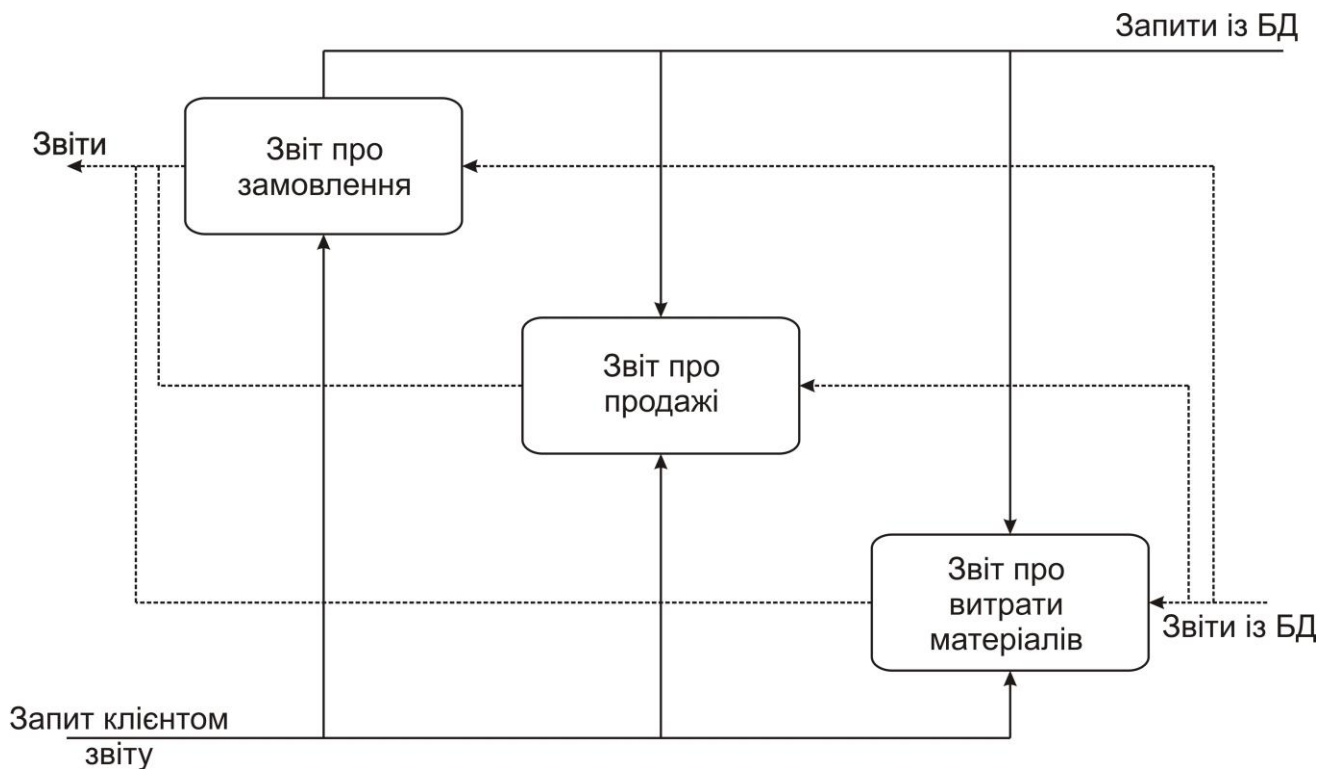 Запити із БД
Звіти
Звіт про
замовлення
Звіт про
продажі
Звіт про
витрати
матеріалів
Звіти із БД
Запит клієнтом
звіту